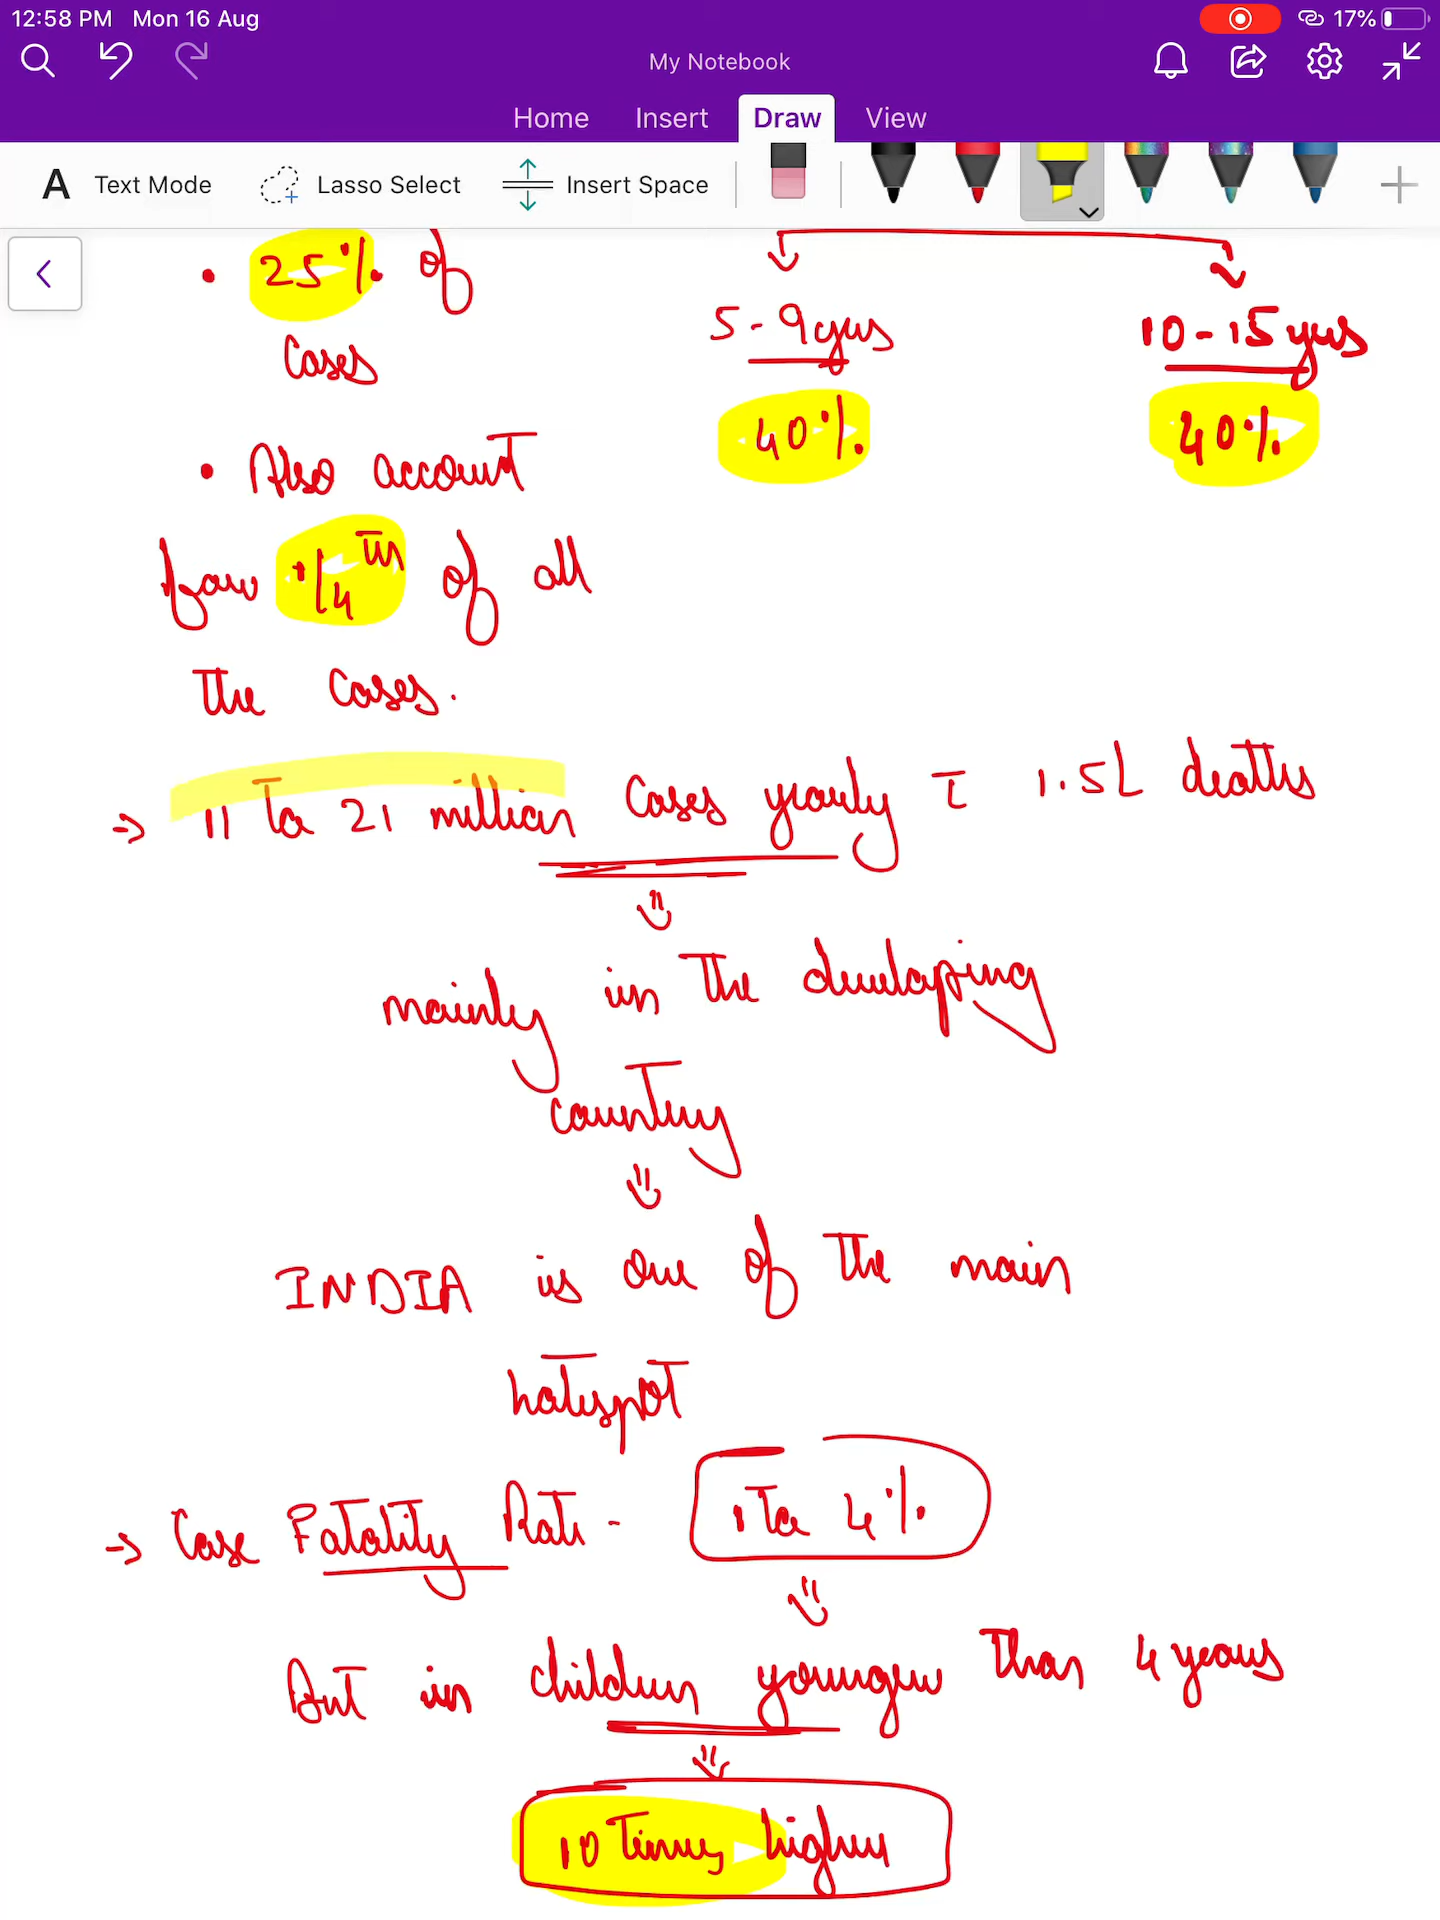 12:58 PM Mon 16 Aug
17%
My Notebook
Home Insert Draw View
A Text Mode Lasso Select Insert Space
• 25% of
Cases
5-9 yrs
10-15 yrs
40%
40%
• Also account
for 1/4th of all
the cases.
→ 11 to 21 million Cases yearly c̄ 1.5L deaths
mainly in the developing
country
INDIA is one of the main
hotspot
→ Case Fatality Rate - 1 to 4%
But in children younger than 4 years
10 times higher